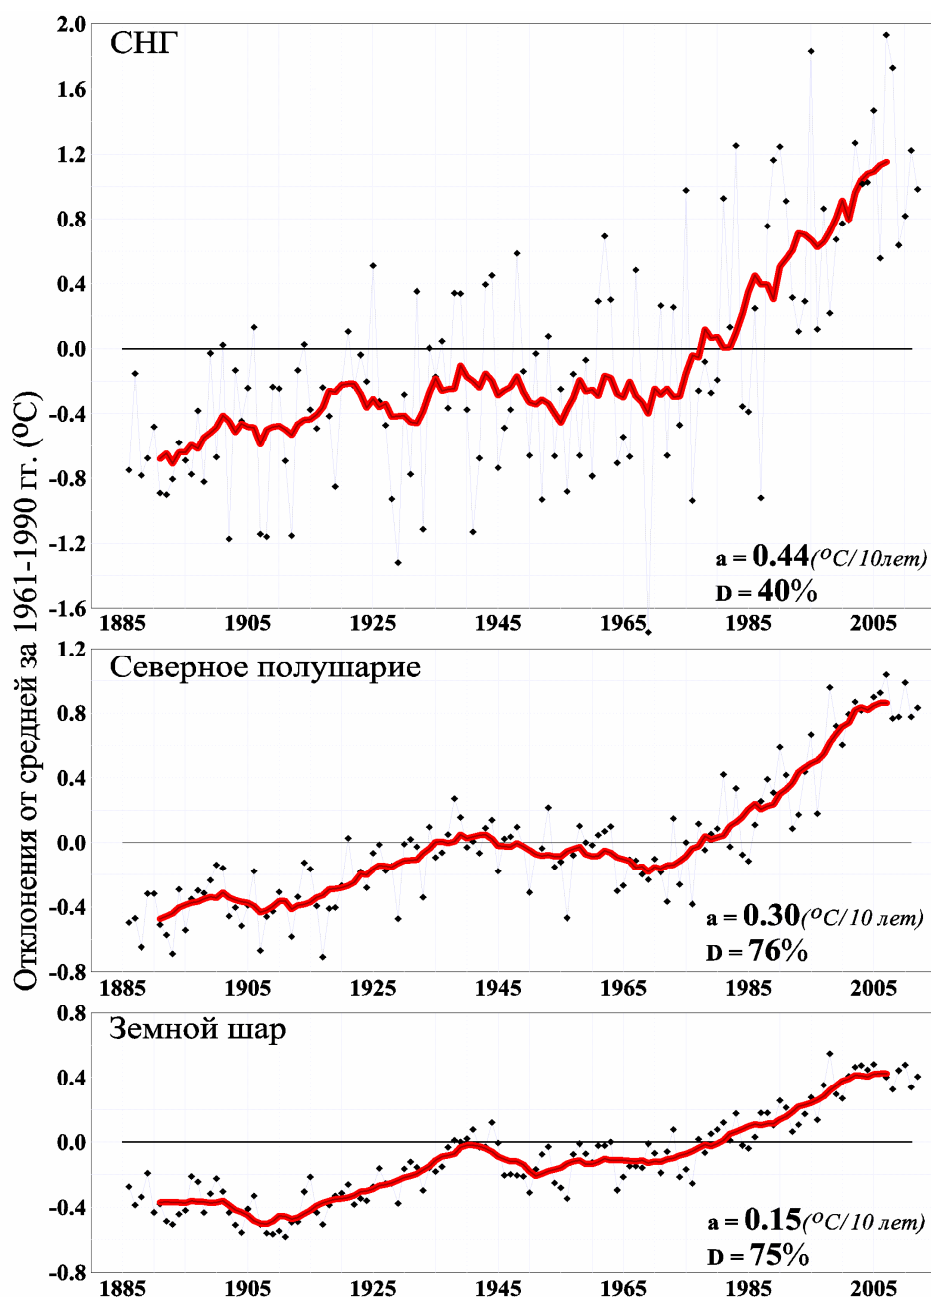 Отклонения от средней за 1961-1990 гг. (ºC)
2.0
СНГ
1.6
1.2
0.8
0.4
0.0
-0.4
-0.8
-1.2
a = 0.44(ºC/10лет)
D = 40%
-1.6
1885 1905 1925 1945 1965 1985 2005
1.2
Северное полушарие
0.8
0.4
0.0
-0.4
a = 0.30(ºC/10 лет)
D = 76%
-0.8
1885 1905 1925 1945 1965 1985 2005
0.8
Земной шар
0.4
0.0
-0.4
a = 0.15(ºC/10 лет)
D = 75%
-0.8
1885 1905 1925 1945 1965 1985 2005